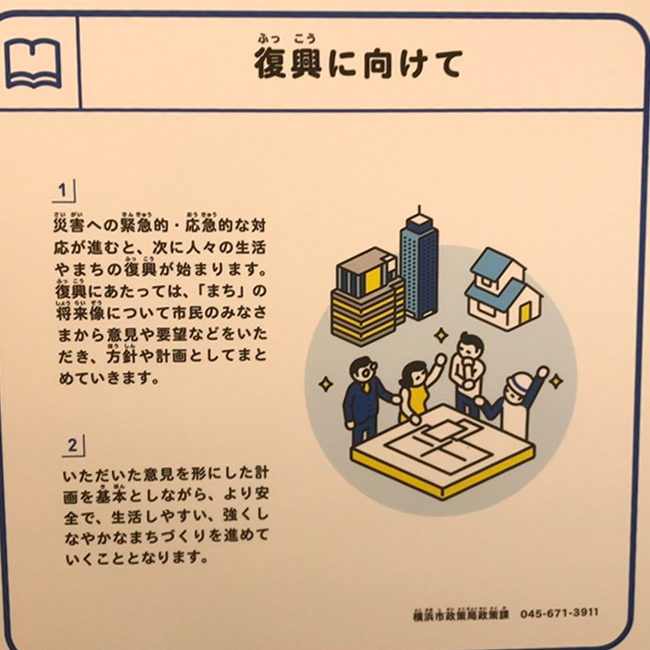 復興に向けて
1
災害への緊急的・応急的な対
応が進むと、次に人々の生活
やまちの復興が始まります。
復興にあたっては、「まち」の
将来像について市民のみなさ
まから意見や要望などをいた
だき、方針や計画としてまと
めていきます。
2
いただいた意見を形にした計
画を基本としながら、より安
全で、生活しやすい、強くし
なやかなまちづくりを進めて
いくこととなります。
横浜市政策局政策課 045-671-3911